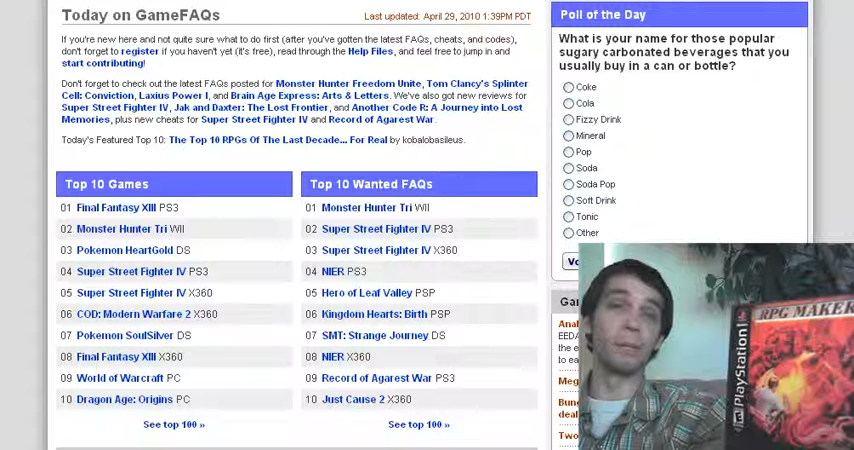 Today on GameFAQs
Last updated: April 29, 2010 1:39PM PDT
If you're new here and not quite sure what to do first (after you've gotten the latest FAQs, cheats, and codes),
don't forget to register if you haven't yet (it's free), read through the Help Files, and feel free to jump in and
start contributing!
Don't forget to check out the latest FAQs posted for Monster Hunter Freedom Unite, Tom Clancy's Splinter
Cell: Conviction, Laxius Power I, and Brain Age Express: Arts & Letters. We've also got new reviews for
Super Street Fighter IV, Jak and Daxter: The Lost Frontier, and Another Code R: A Journey into Lost
Memories, plus new cheats for Super Street Fighter IV and Record of Agarest War.
Today's Featured Top 10: The Top 10 RPGs Of The Last Decade... For Real by kobalobasileus.
Top 10 Games
01 Final Fantasy XIII PS3
02 Monster Hunter Tri WII
03 Pokemon HeartGold DS
04 Super Street Fighter IV PS3
05 Super Street Fighter IV X360
06 COD: Modern Warfare 2 X360
07 Pokemon SoulSilver DS
08 Final Fantasy XIII X360
09 World of Warcraft PC
10 Dragon Age: Origins PC
See top 100 »
Top 10 Wanted FAQs
01 Monster Hunter Tri WII
02 Super Street Fighter IV PS3
03 Super Street Fighter IV X360
04 NIER PS3
05 Hero of Leaf Valley PSP
06 Kingdom Hearts: Birth PSP
07 SMT: Strange Journey DS
08 NIER X360
09 Record of Agarest War PS3
10 Just Cause 2 X360
See top 100 »
Poll of the Day
What is your name for those popular
sugary carbonated beverages that you
usually buy in a can or bottle?
Coke
Cola
Fizzy Drink
Mineral
Pop
Soda
Soda Pop
Soft Drink
Tonic
Other
RPG MAKER
PlayStation